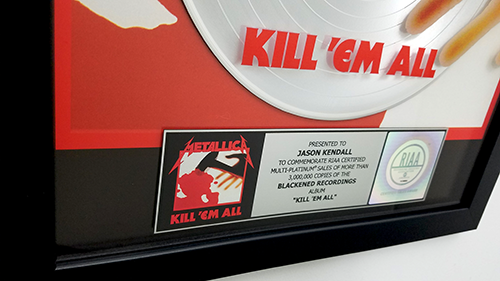 KILL 'EM ALL
METALLICA
KILL 'EM ALL
PRESENTED TO
JASON KENDALL
TO COMMEMORATE RIAA CERTIFIED
MULTI-PLATINUM® SALES OF MORE THAN
3,000,000 COPIES OF THE
BLACKENED RECORDINGS
ALBUM
"KILL 'EM ALL"
RIAA